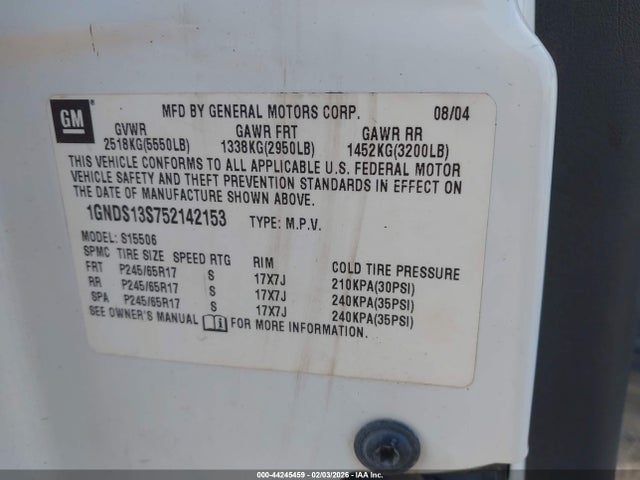 GM
MFD BY GENERAL MOTORS CORP. 08/04
GVWR GAWR FRT GAWR RR
2518KG(5550LB) 1338KG(2950LB) 1452KG(3200LB)
THIS VEHICLE CONFORMS TO ALL APPLICABLE U.S. FEDERAL MOTOR
VEHICLE SAFETY AND THEFT PREVENTION STANDARDS IN EFFECT ON
THE DATE OF MANUFACTURE SHOWN ABOVE.
1GNDS13S752142153 TYPE: M.P.V.
MODEL: S15506
SPMC TIRE SIZE SPEED RTG RIM COLD TIRE PRESSURE
FRT P245/65R17 S 17X7J 210KPA(30PSI)
RR P245/65R17 S 17X7J 240KPA(35PSI)
SPA P245/65R17 S 17X7J 240KPA(35PSI)
SEE OWNER'S MANUAL FOR MORE INFORMATION.
000-44245459 - 02/03/2026 - IAA Inc.